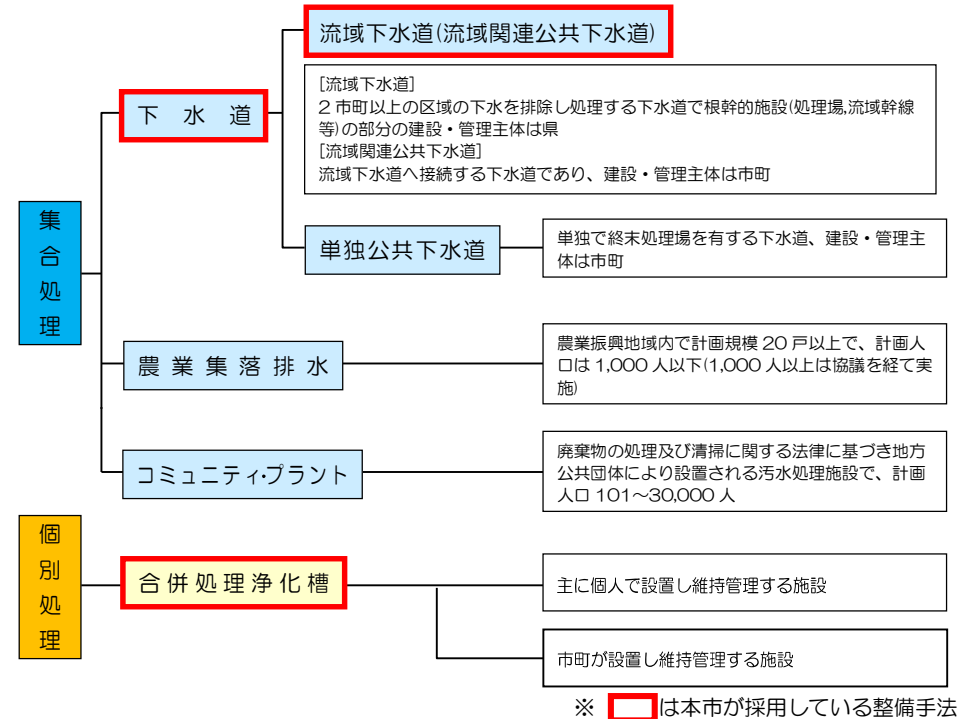 流域下水道(流域関連公共下水道)
[流域下水道]
2市町以上の区域の下水を排除し処理する下水道で根幹的施設(処理場,流域幹線
等)の部分の建設・管理主体は県
[流域関連公共下水道]
流域下水道へ接続する下水道であり、建設・管理主体は市町
下水道
集合処理
単独公共下水道
単独で終末処理場を有する下水道、建設・管理主
体は市町
農業集落排水
農業振興地域内で計画規模20戸以上で、計画人
口は1,000人以下(1,000人以上は協議を経て実
施)
コミュニティ・プラント
廃棄物の処理及び清掃に関する法律に基づき地方
公共団体により設置される汚水処理施設で、計画
人口101~30,000人
個別処理
合併処理浄化槽
主に個人で設置し維持管理する施設
市町が設置し維持管理する施設
※ は本市が採用している整備手法